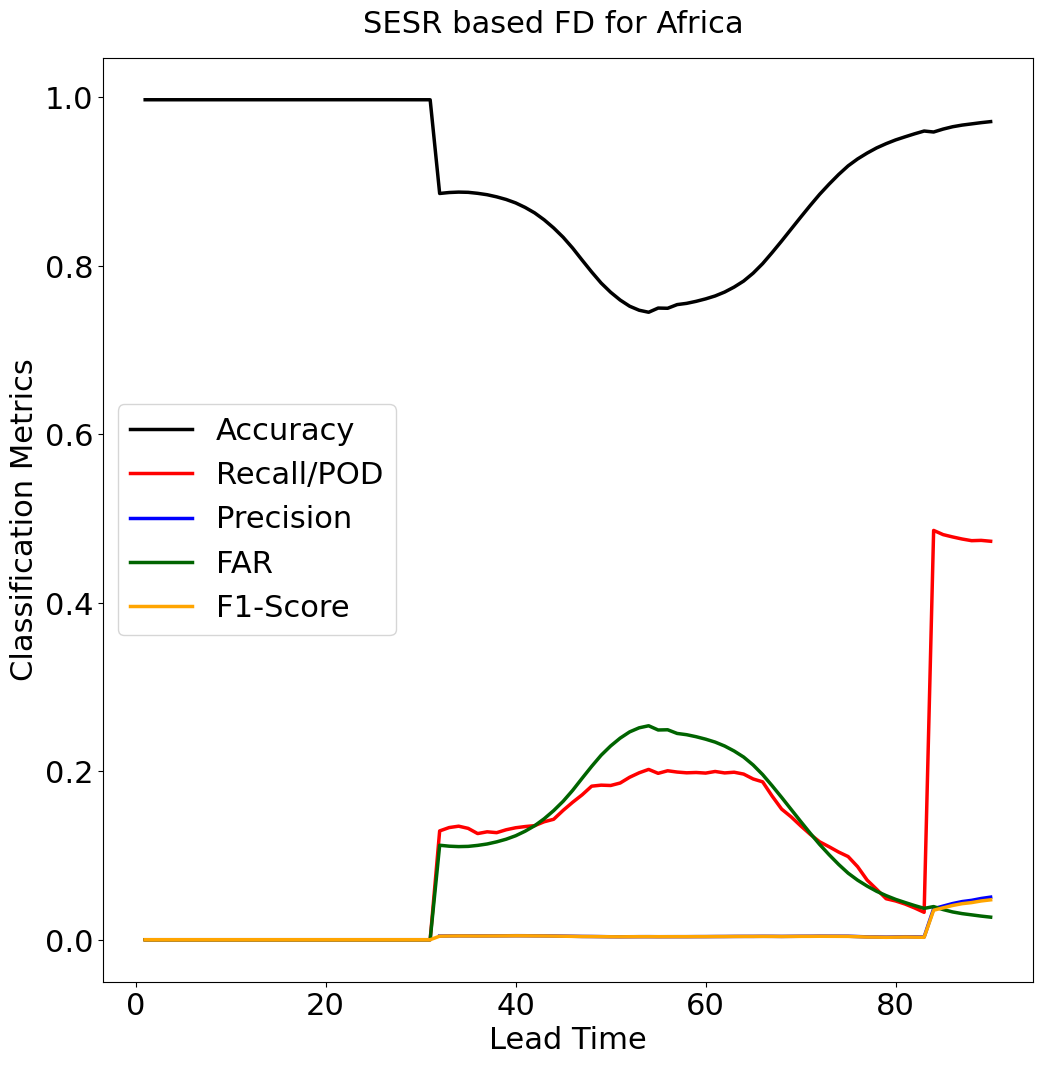 SESR based FD for Africa
1.0
0.8
0.6
0.4
0.2
0.0
Classification Metrics
Accuracy
Recall/POD
Precision
FAR
F1-Score
0 20 40 60 80
Lead Time